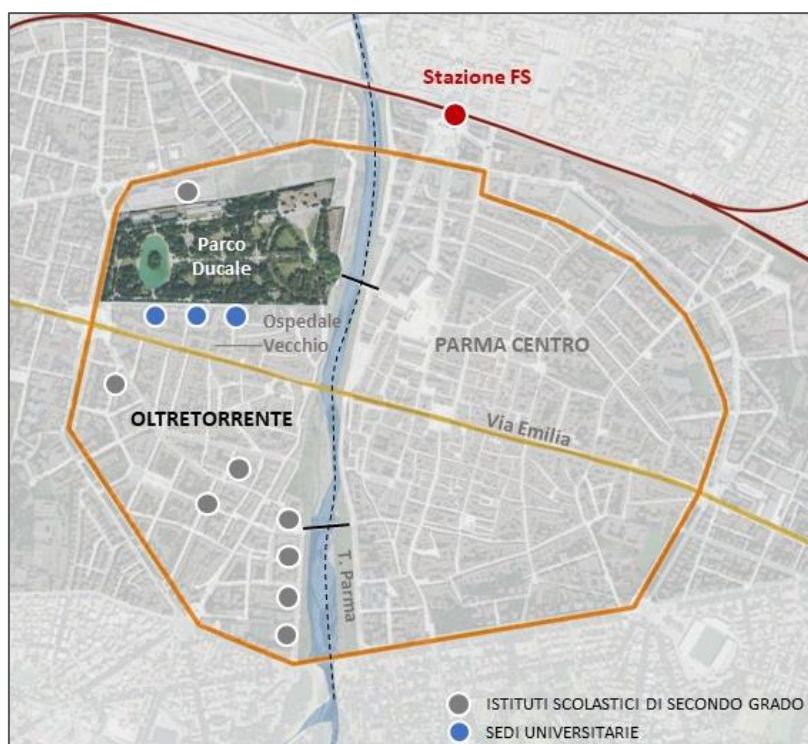 Stazione FS
Parco
Ducale
Ospedale
Vecchio
PARMA CENTRO
OLTRETORRENTE
Via Emilia
T. Parma
ISTITUTI SCOLASTICI DI SECONDO GRADO
SEDI UNIVERSITARIE